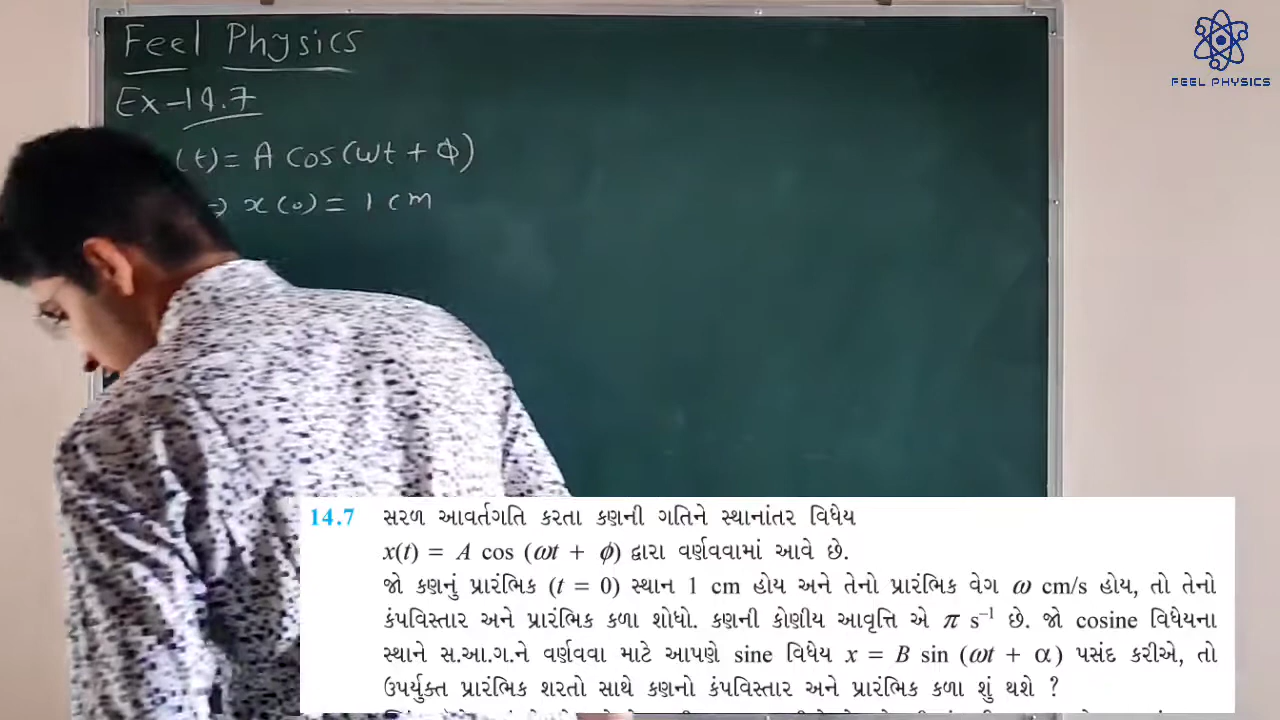 Feel Physics
FEEL PHYSICS
Ex-14.7
(t) = A Cos(ωt + ϕ)
⇒ x(0) = 1 cm
14.7 સરળ આવર્તગતિ કરતા કણની ગતિને સ્થાનાંતર વિધેય
x(t) = A cos (ωt + ϕ) દ્વારા વર્ણવવામાં આવે છે.
જો કણનું પ્રારંભિક (t = 0) સ્થાન 1 cm હોય અને તેનો પ્રારંભિક વેગ ω cm/s હોય, તો તેનો
કંપવિસ્તાર અને પ્રારંભિક કળા શોધો. કણની કોણીય આવૃત્તિ એ π s⁻¹ છે. જો cosine વિધેયના
સ્થાને સ.આ.ગ.ને વર્ણવવા માટે આપણે sine વિધેય x = B sin (ωt + α) પસંદ કરીએ, તો
ઉપર્યુક્ત પ્રારંભિક શરતો સાથે કણનો કંપવિસ્તાર અને પ્રારંભિક કળા શું થશે ?